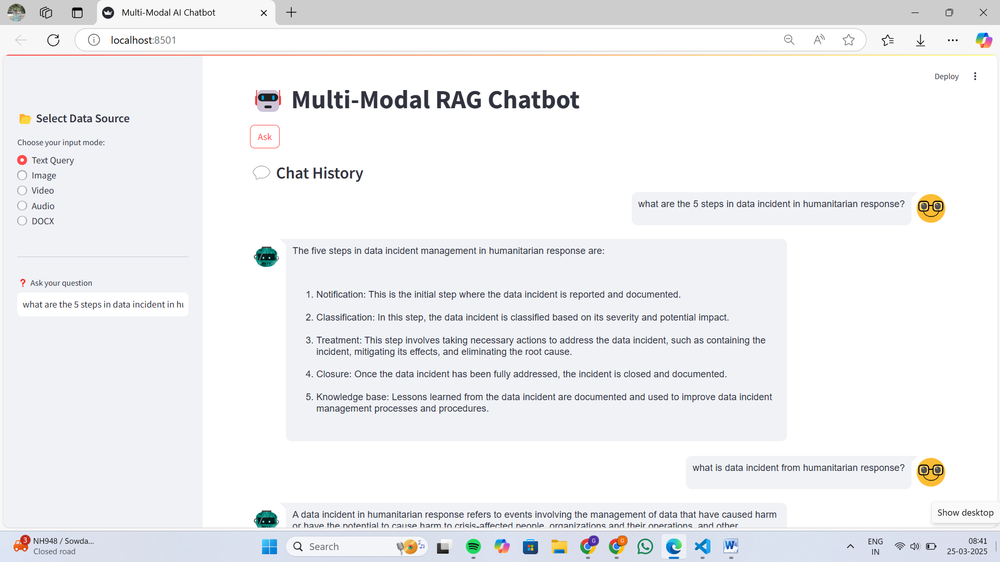 Multi-Modal AI Chatbot
localhost:8501
Deploy
Multi-Modal RAG Chatbot
Select Data Source
Choose your input mode:
Text Query
Image
Video
Audio
DOCX
Ask your question
what are the 5 steps in data incident in hu
Ask
Chat History
what are the 5 steps in data incident in humanitarian response?
The five steps in data incident management in humanitarian response are:
1. Notification: This is the initial step where the data incident is reported and documented.
2. Classification: In this step, the data incident is classified based on its severity and potential impact.
3. Treatment: This step involves taking necessary actions to address the data incident, such as containing the
incident, mitigating its effects, and eliminating the root cause.
4. Closure: Once the data incident has been fully addressed, the incident is closed and documented.
5. Knowledge base: Lessons learned from the data incident are documented and used to improve data incident
management processes and procedures.
what is data incident from humanitarian response?
A data incident in humanitarian response refers to events involving the management of data that have caused harm
or have the potential to cause harm to crisis-affected people, organizations and their operations, and other
Show desktop
3
NH948 / Sowda...
Closed road
Search
G
G
ENG
IN
08:41
25-03-2025